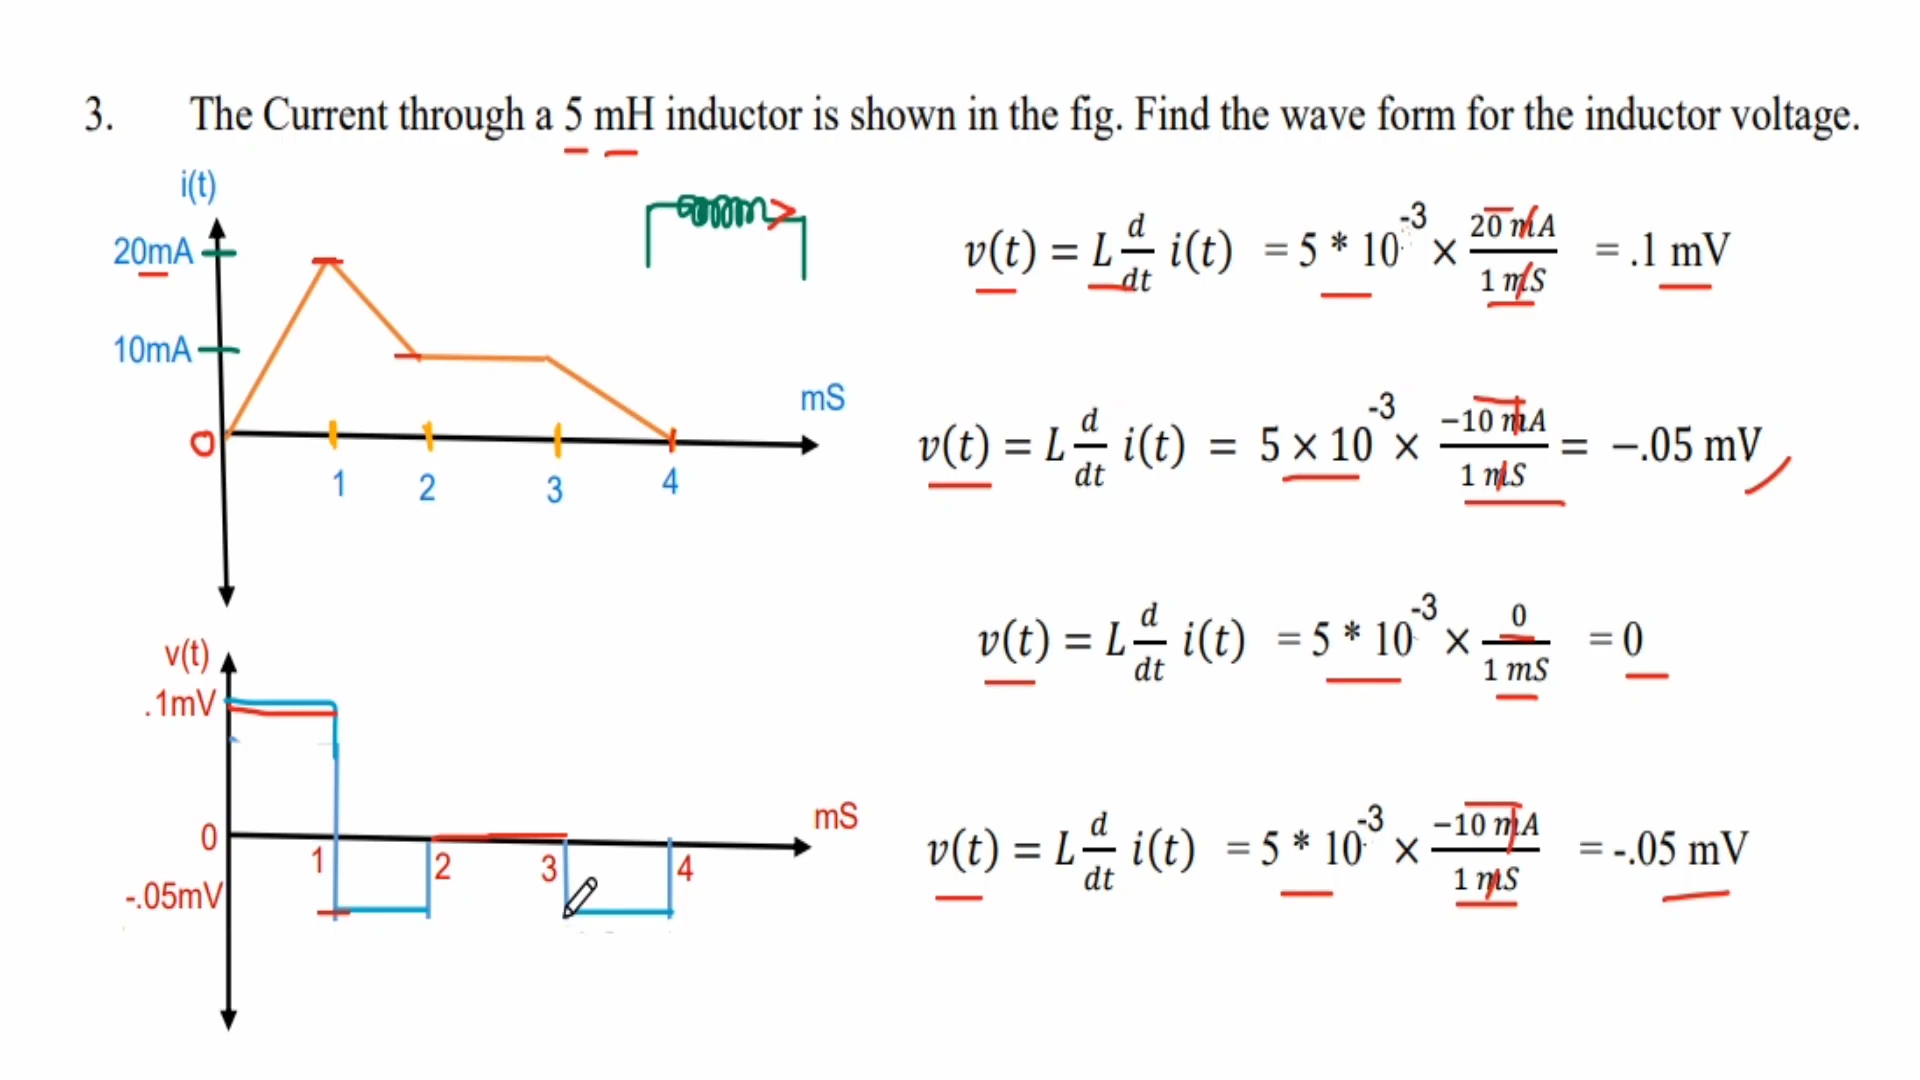 3. The Current through a 5 mH inductor is shown in the fig. Find the wave form for the inductor voltage.
i(t)
20mA
10mA
0
mS
1 2 3 4
v(t) = L d/dt i(t) = 5 * 10^-3 × 20 mA / 1 mS = .1 mV
v(t) = L d/dt i(t) = 5 × 10^-3 × −10 mA / 1 mS = −.05 mV
v(t) = L d/dt i(t) = 5 * 10^-3 × 0 / 1 mS = 0
v(t) = L d/dt i(t) = 5 * 10^-3 × −10 mA / 1 mS = -.05 mV
v(t)
.1mV
0
-.05mV
mS
1 2 3 4